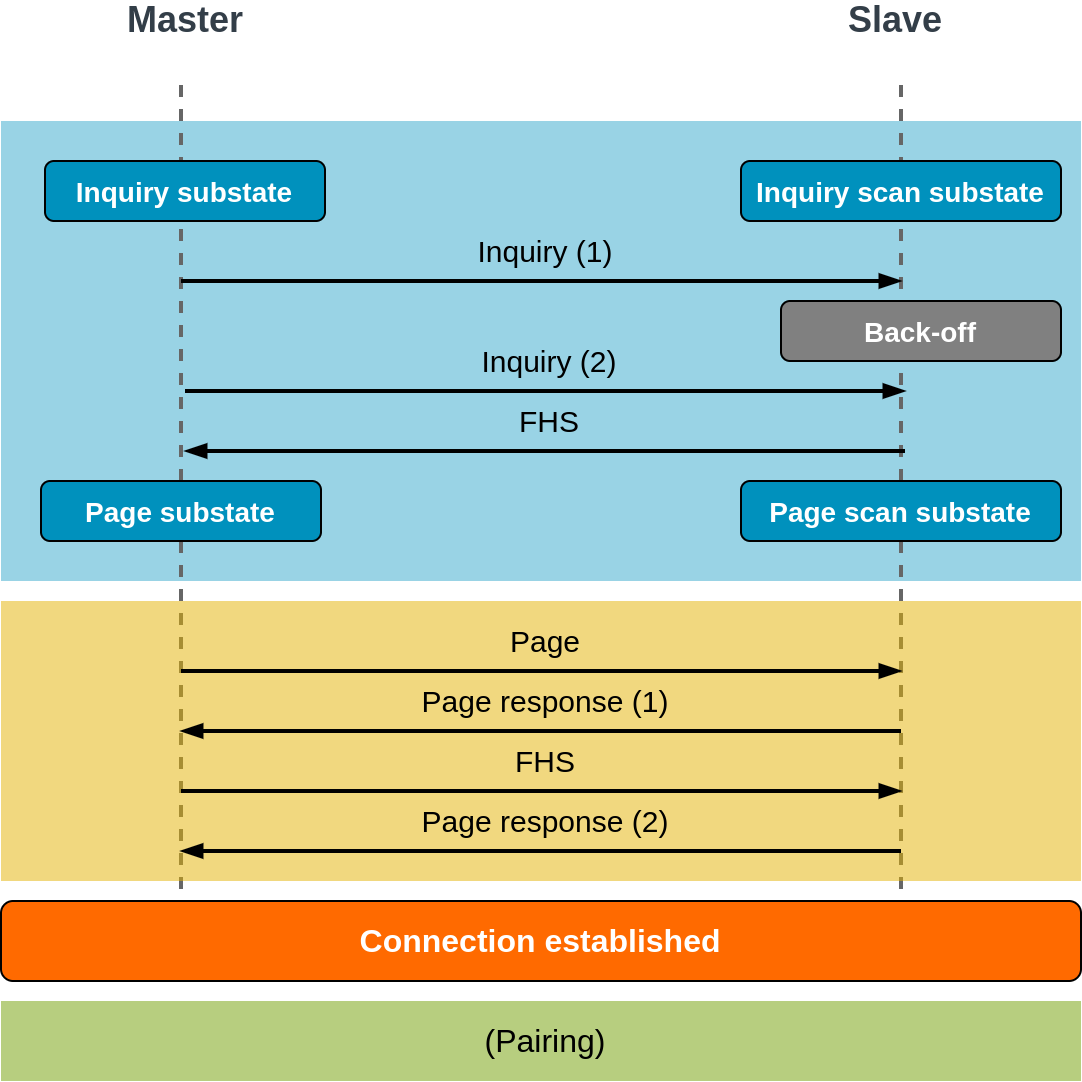 Master
Slave
Inquiry substate
Inquiry scan substate
Inquiry (1)
Back-off
Inquiry (2)
FHS
Page substate
Page scan substate
Page
Page response (1)
FHS
Page response (2)
Connection established
(Pairing)